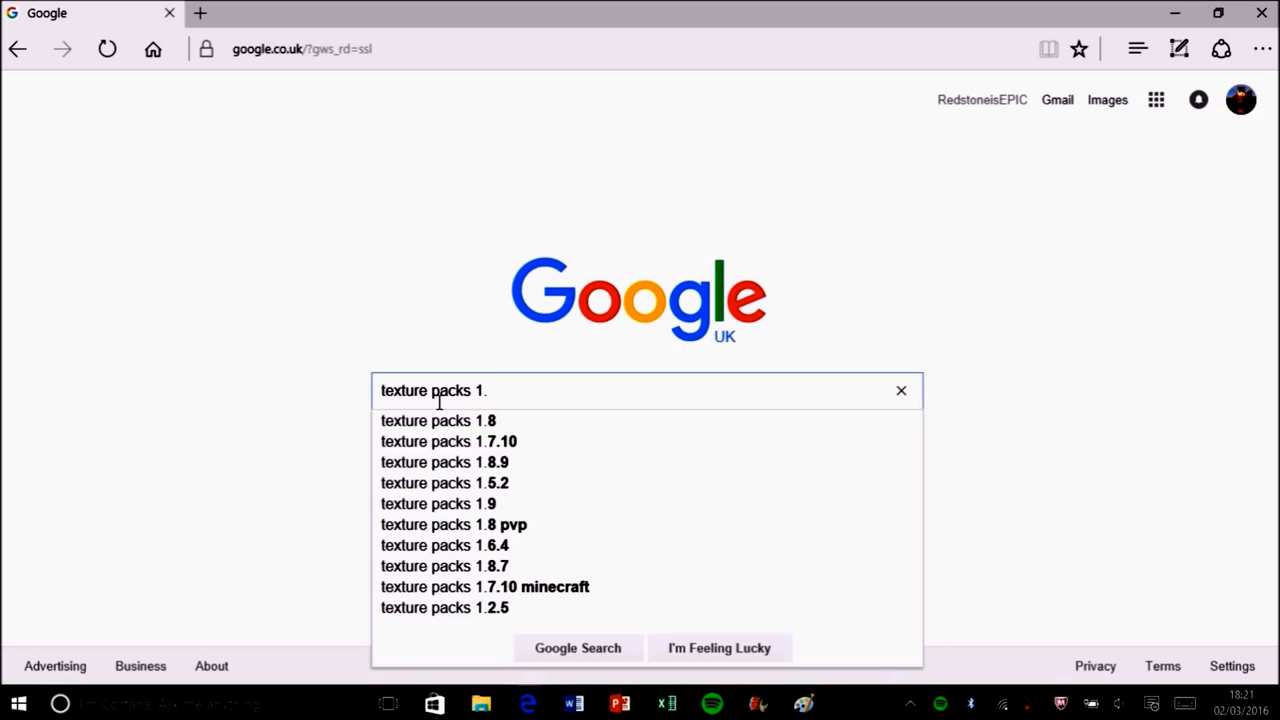 Google
google.co.uk/?gws_rd=ssl
RedstoneisEPIC Gmail Images
Google
UK
texture packs 1.
texture packs 1.8
texture packs 1.7.10
texture packs 1.8.9
texture packs 1.5.2
texture packs 1.9
texture packs 1.8 pvp
texture packs 1.6.4
texture packs 1.8.7
texture packs 1.7.10 minecraft
texture packs 1.2.5
Google Search I'm Feeling Lucky
Advertising Business About Privacy Terms Settings
I'm Cortana. Ask me anything.
18:21
02/03/2016